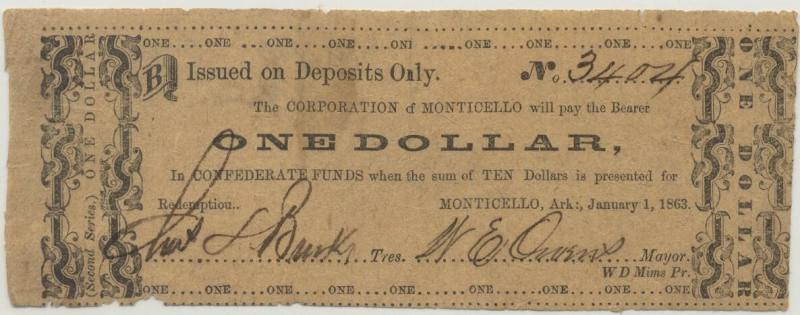 ONE....ONE ....ONE ....ONE....ONI ....ONE ....ONE....ONE....ONE
B Issued on Deposits Only. No. 3404
The CORPORATION of MONTICELLO will pay the Bearer
ONE DOLLAR,
In CONFEDERATE FUNDS when the sum of TEN Dollars is presented for
Redemption.. MONTICELLO, Ark:, January 1, 1863.
Burks Tres. W E Owens Mayor.
W D Mims Pr.
ONE....ONE....ONE....ONE....ONE....ONE....ONE....ONE....ONE
(Second Series.) ONE DOLLAR
ONE DOLLAR